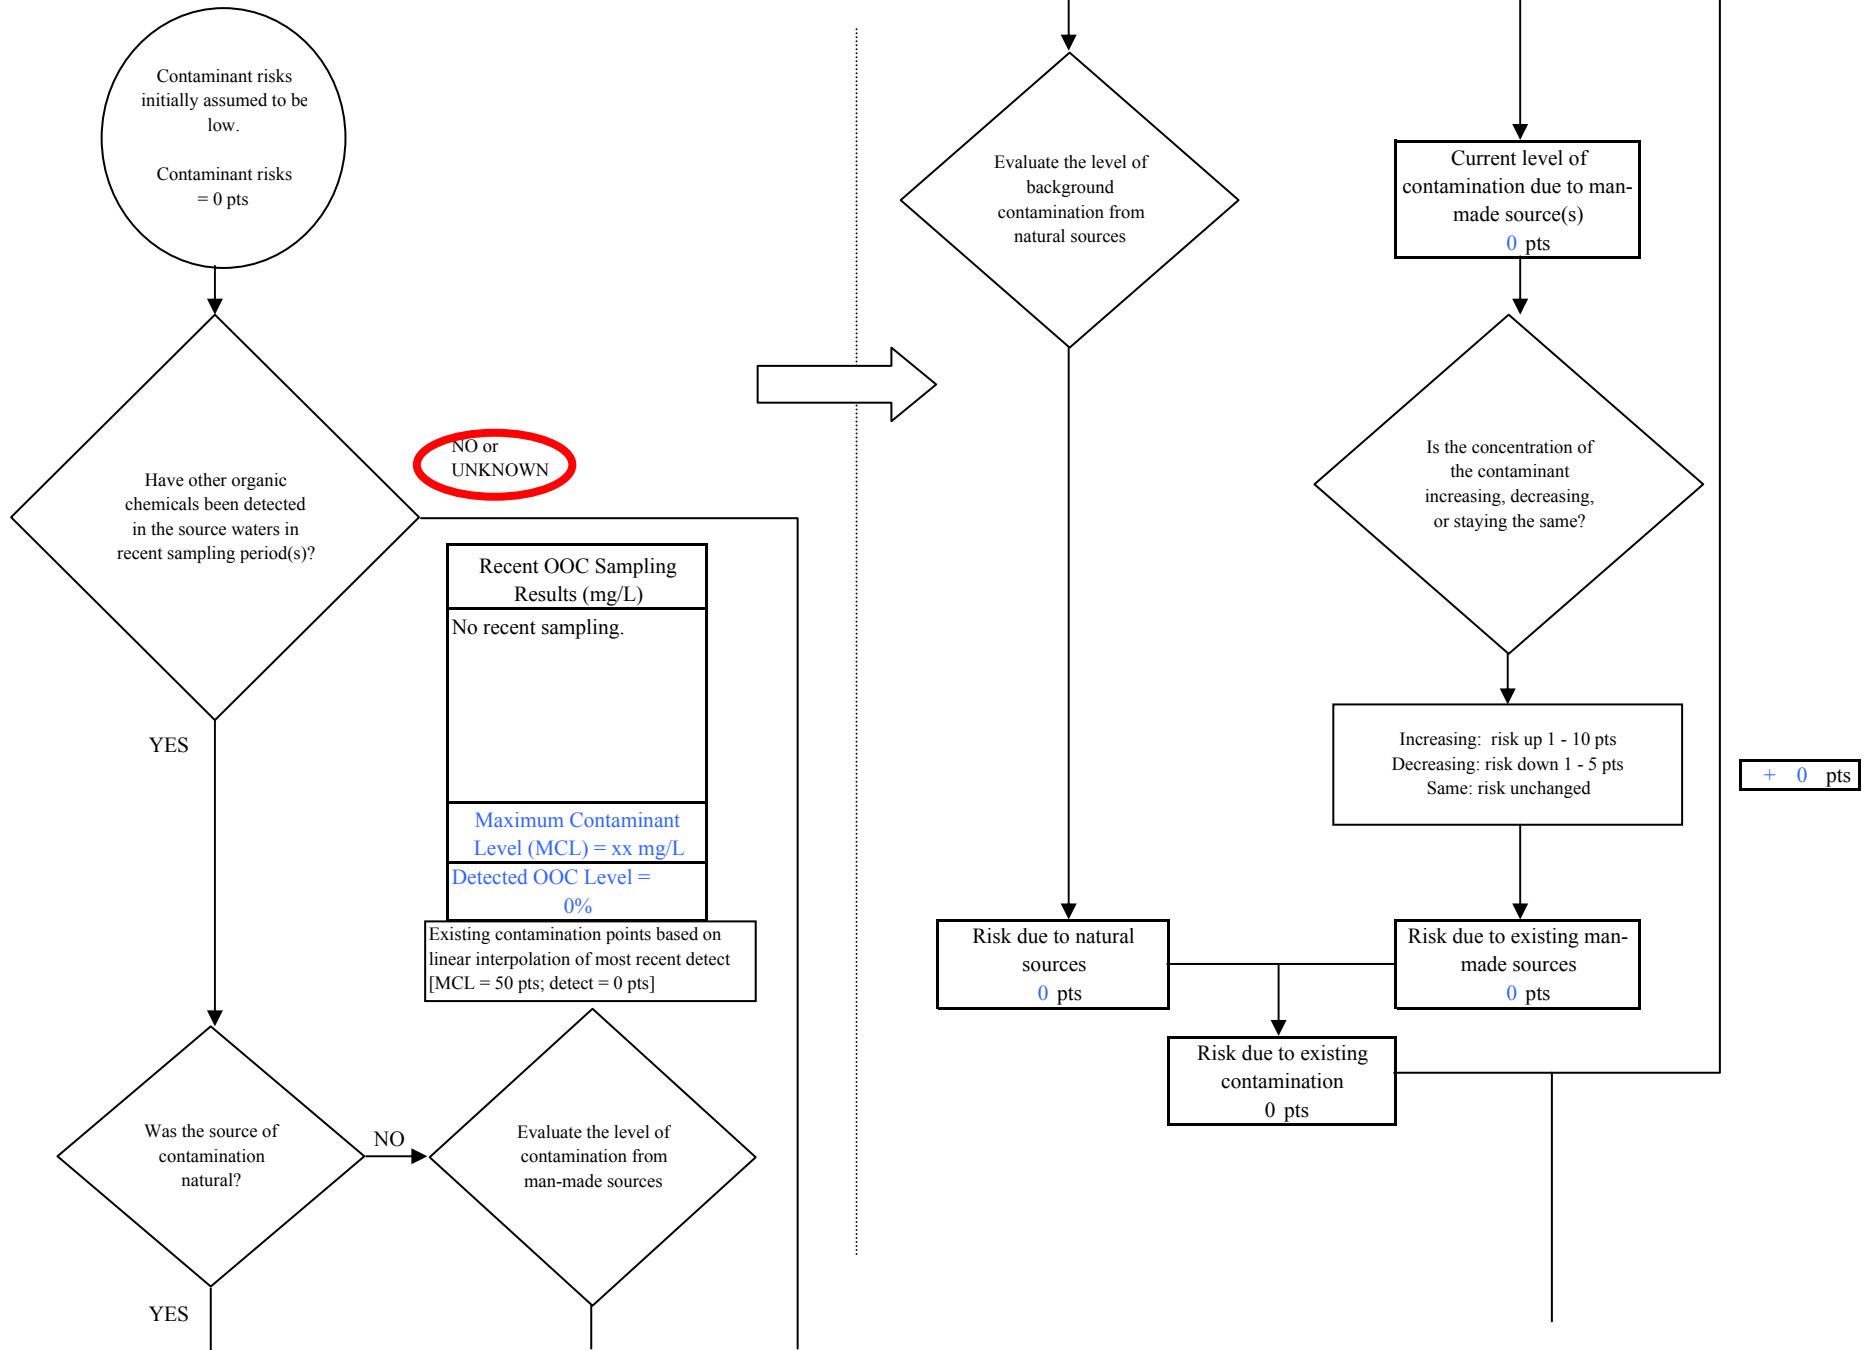 Contaminant risks
initially assumed to be
low.
Contaminant risks
= 0 pts
Have other organic
chemicals been detected
in the source waters in
recent sampling period(s)?
NO or
UNKNOWN
Recent OOC Sampling
Results (mg/L)
No recent sampling.
Maximum Contaminant
Level (MCL) = xx mg/L
Detected OOC Level =
0%
Existing contamination points based on
linear interpolation of most recent detect
[MCL = 50 pts; detect = 0 pts]
YES
Was the source of
contamination
natural?
NO
Evaluate the level of
contamination from
man-made sources
YES
Evaluate the level of
background
contamination from
natural sources
Current level of
contamination due to man-
made source(s)
0 pts
Is the concentration of
the contaminant
increasing, decreasing,
or staying the same?
Increasing: risk up 1 - 10 pts
Decreasing: risk down 1 - 5 pts
Same: risk unchanged
+ 0 pts
Risk due to natural
sources
0 pts
Risk due to existing man-
made sources
0 pts
Risk due to existing
contamination
0 pts